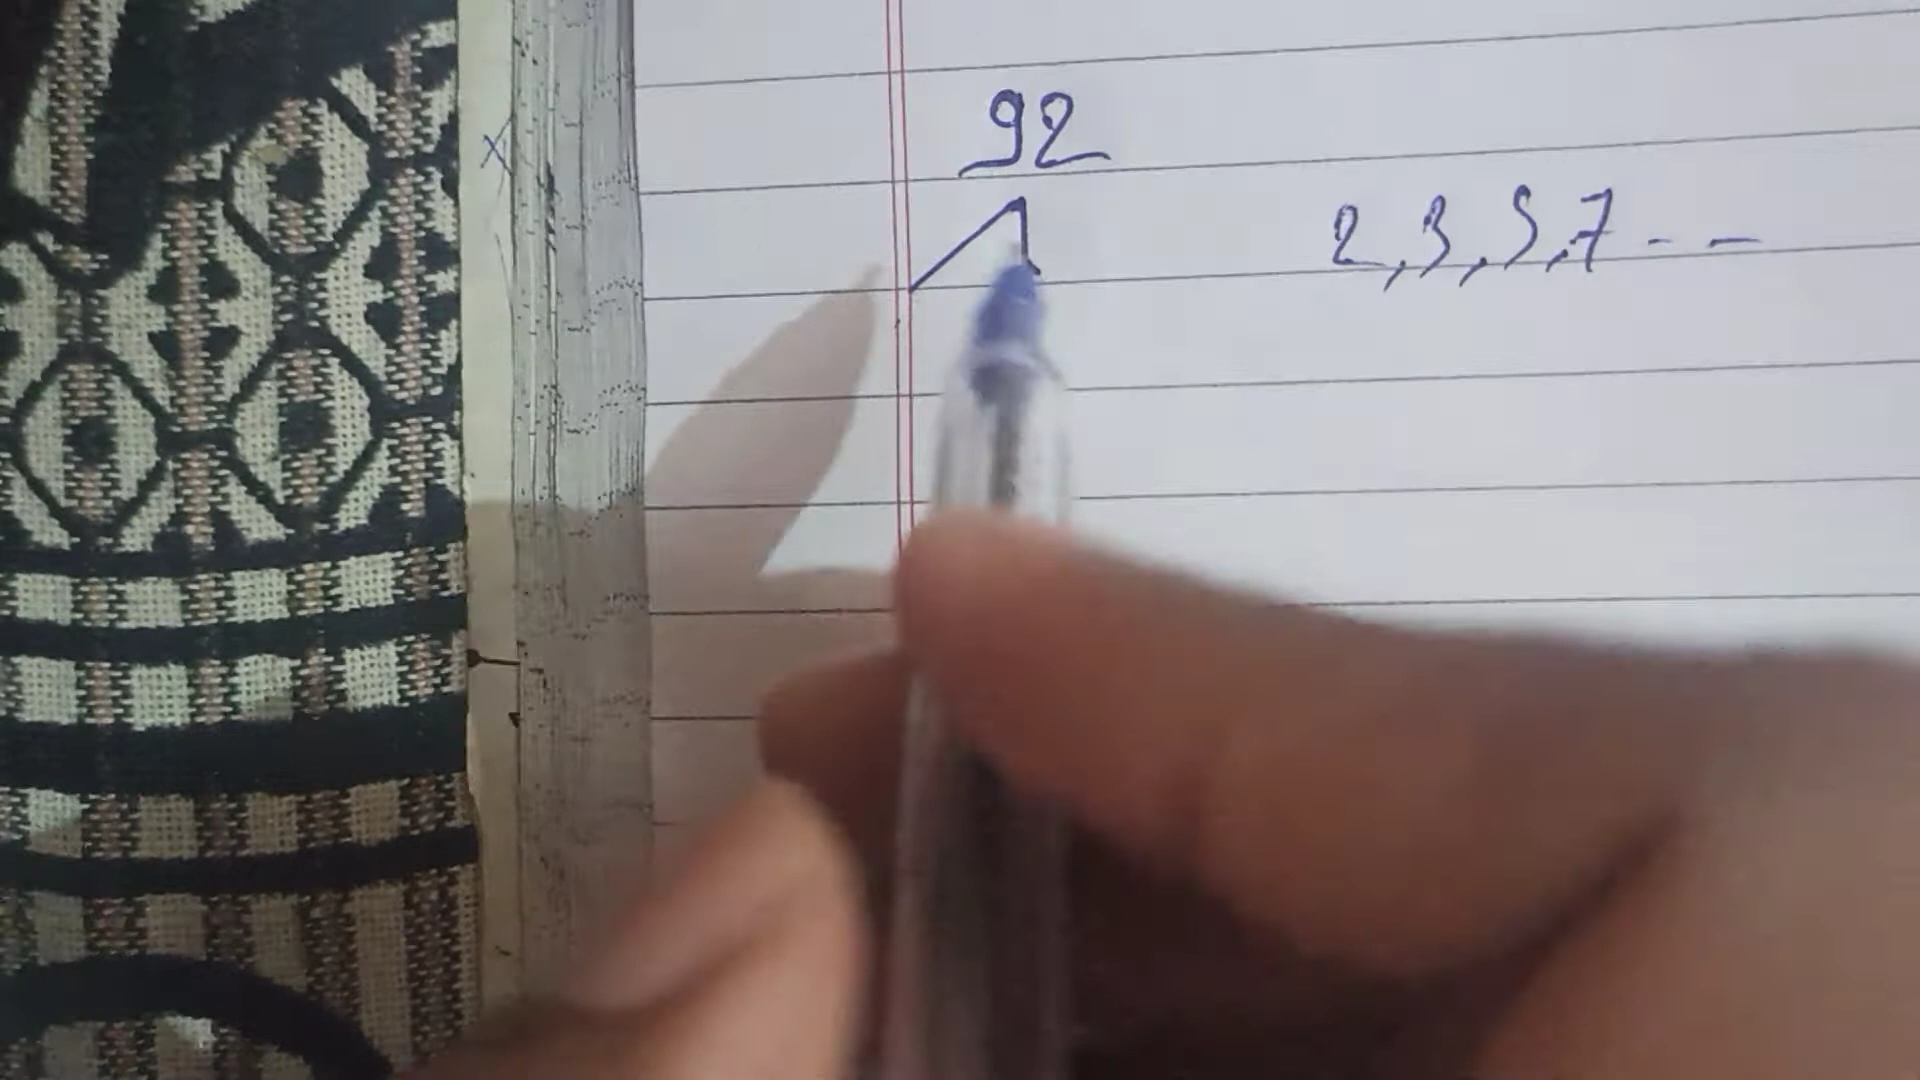 92
2, 3, 5, 7 - -